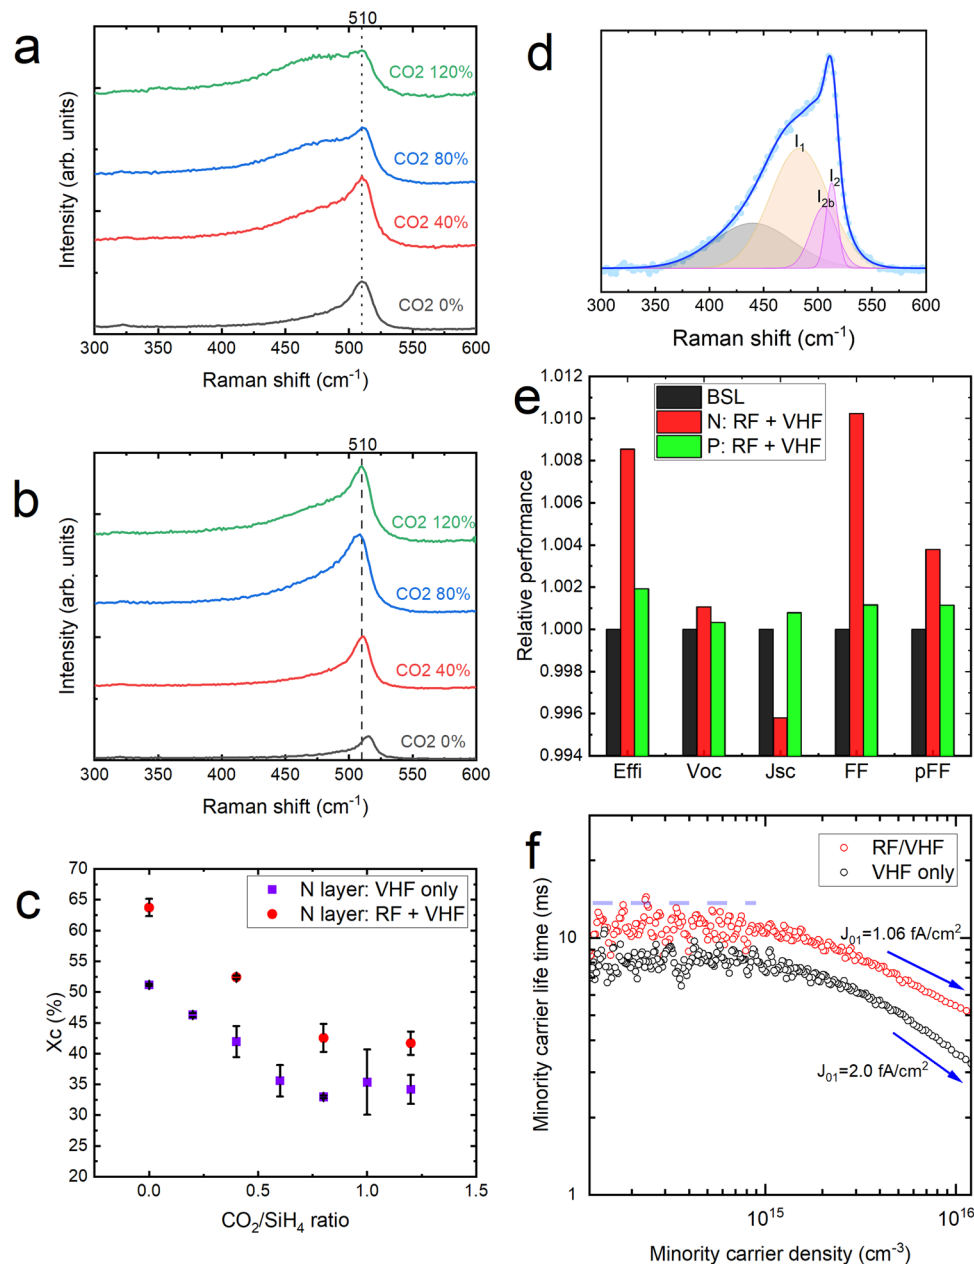 a
510
CO2 120%
CO2 80%
CO2 40%
CO2 0%
Intensity (arb. units)
300 350 400 450 500 550 600
Raman shift (cm⁻¹)
b
510
CO2 120%
CO2 80%
CO2 40%
CO2 0%
Intensity (arb. units)
300 350 400 450 500 550 600
Raman shift (cm⁻¹)
c
N layer: VHF only
N layer: RF + VHF
70
65
60
55
50
45
40
35
30
25
20
Xc (%)
0.0 0.5 1.0 1.5
CO₂/SiH₄ ratio
d
I₁
I₂
I₂b
300 350 400 450 500 550 600
Raman shift (cm⁻¹)
e
BSL
N: RF + VHF
P: RF + VHF
1.012
1.010
1.008
1.006
1.004
1.002
1.000
0.998
0.996
0.994
Relative performance
Effi Voc Jsc FF pFF
f
RF/VHF
VHF only
J₀₁=1.06 fA/cm²
J₀₁=2.0 fA/cm²
10
1
Minority carrier life time (ms)
10¹⁵ 10¹⁶
Minority carrier density (cm⁻³)